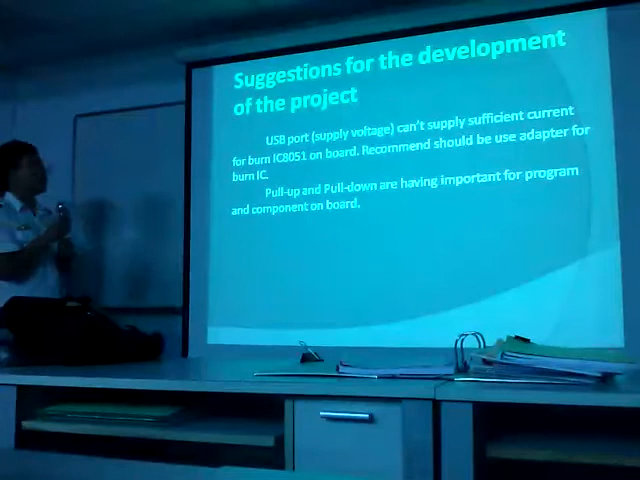 Suggestions for the development
of the project
USB port (supply voltage) can't supply sufficient current
for burn IC8051 on board. Recommend should be use adapter for
burn IC.
Pull-up and Pull-down are having important for program
and component on board.